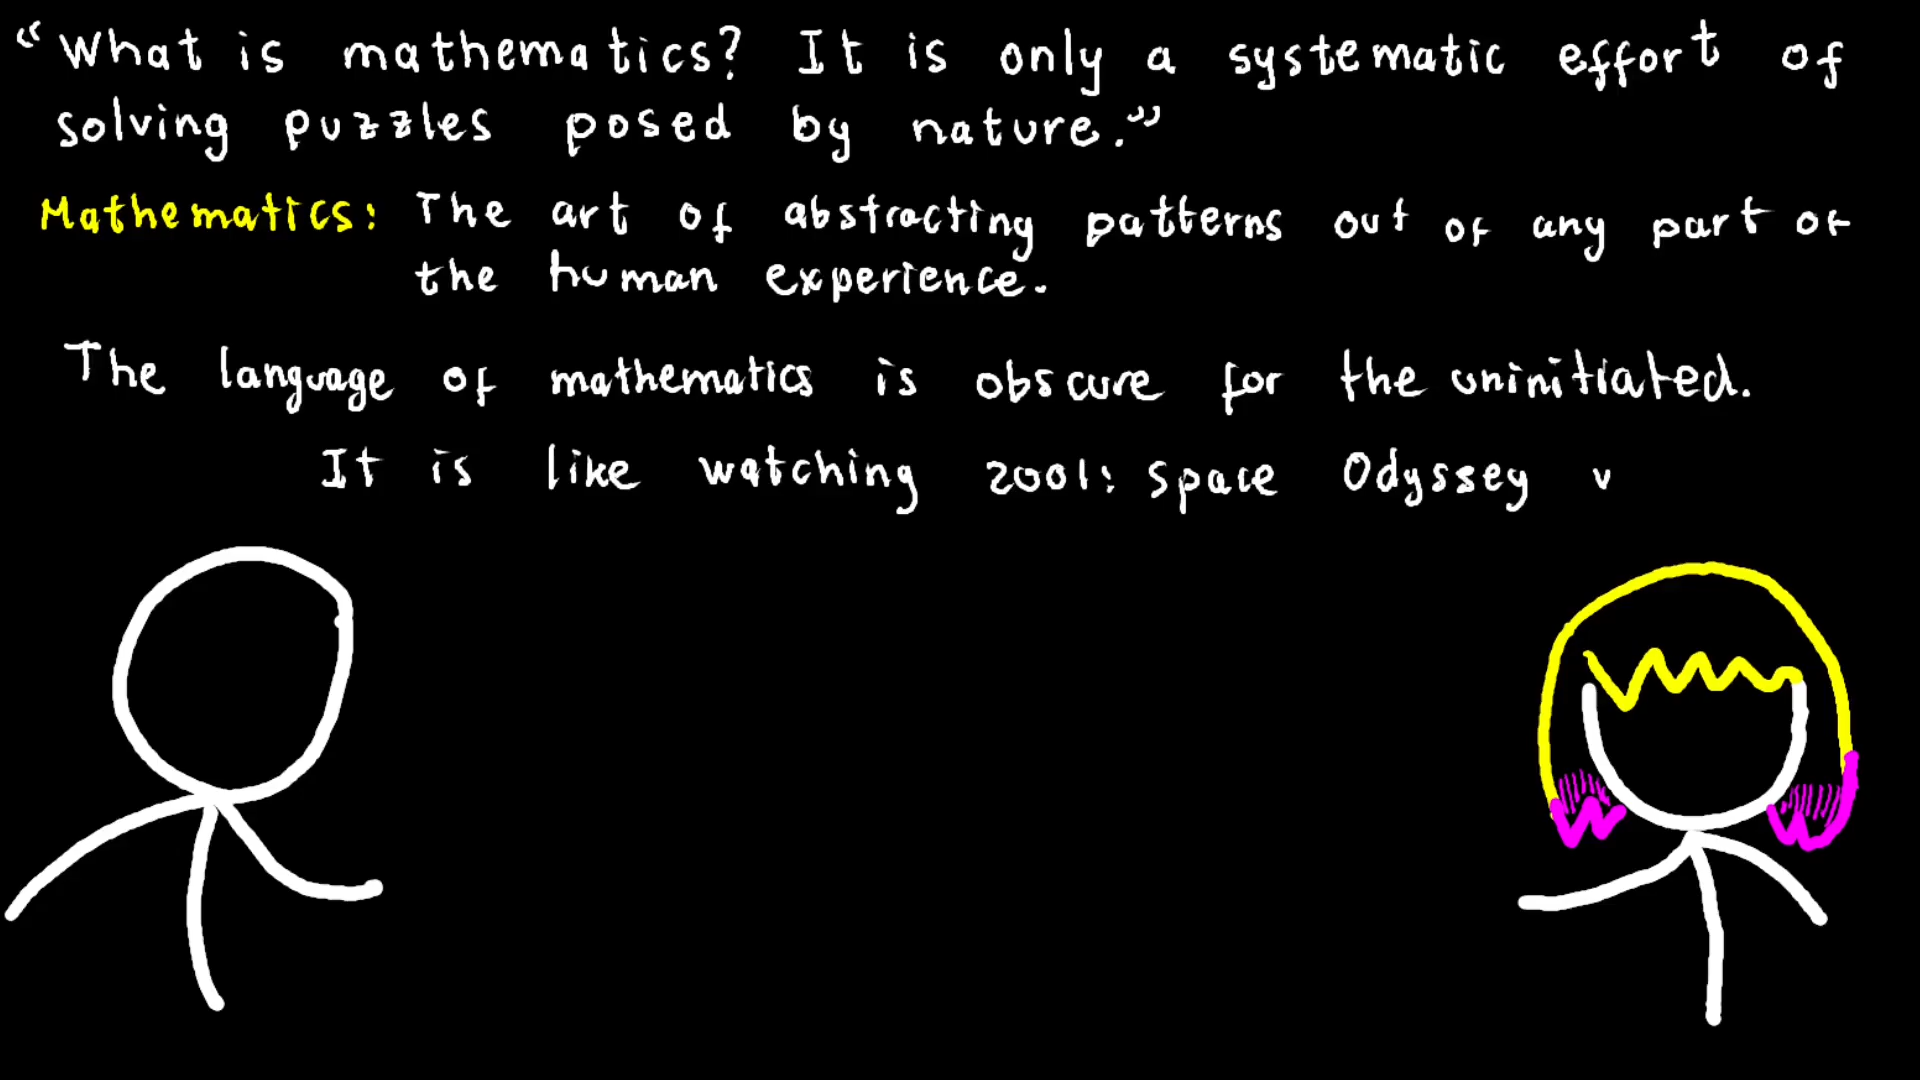 “What is mathematics? It is only a systematic effort of
solving puzzles posed by nature.”
Mathematics: The art of abstracting patterns out of any part of
the human experience.
The language of mathematics is obscure for the uninitiated.
It is like watching 2001: Space Odyssey v